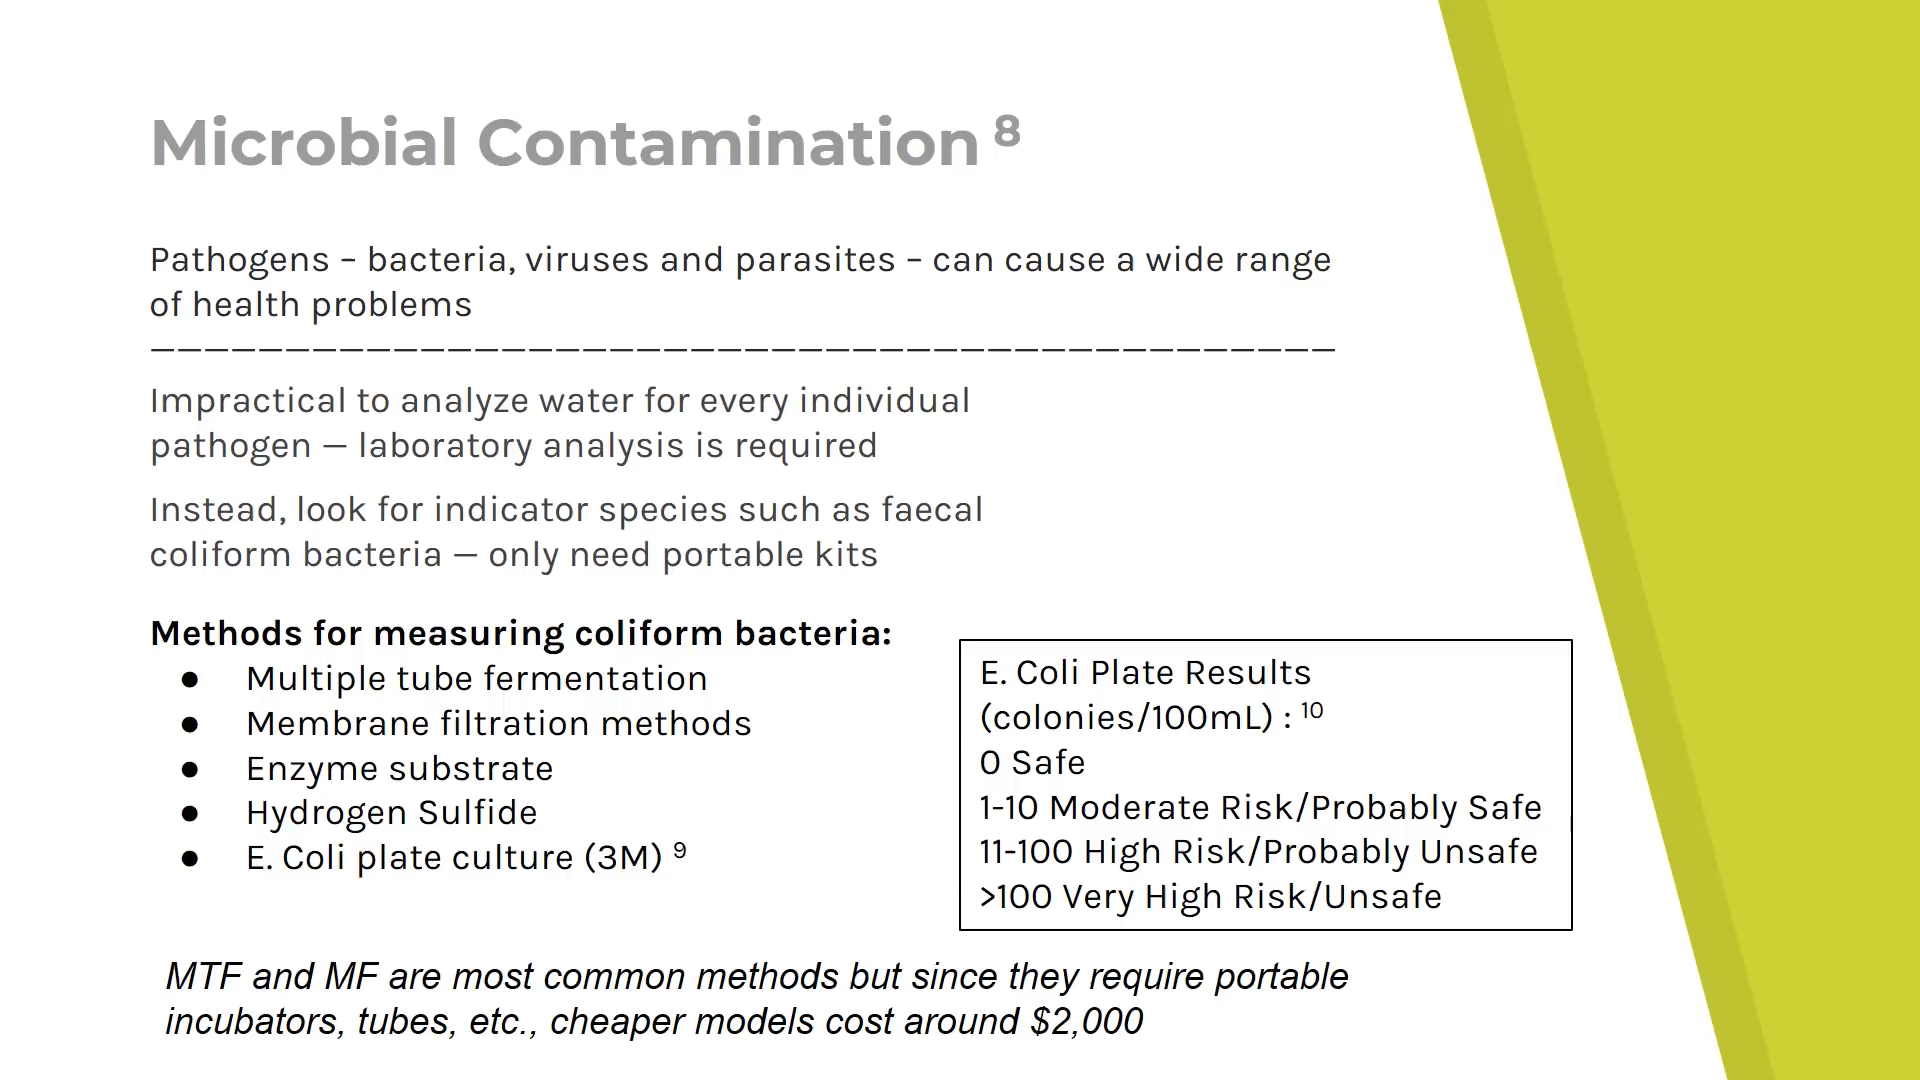 Microbial Contamination ⁸
Pathogens – bacteria, viruses and parasites – can cause a wide range
of health problems
____________________________________________
Impractical to analyze water for every individual
pathogen — laboratory analysis is required
Instead, look for indicator species such as faecal
coliform bacteria — only need portable kits
Methods for measuring coliform bacteria:
● Multiple tube fermentation
● Membrane filtration methods
● Enzyme substrate
● Hydrogen Sulfide
● E. Coli plate culture (3M) ⁹
E. Coli Plate Results
(colonies/100mL) : ¹⁰
0 Safe
1-10 Moderate Risk/Probably Safe
11-100 High Risk/Probably Unsafe
>100 Very High Risk/Unsafe
MTF and MF are most common methods but since they require portable
incubators, tubes, etc., cheaper models cost around $2,000